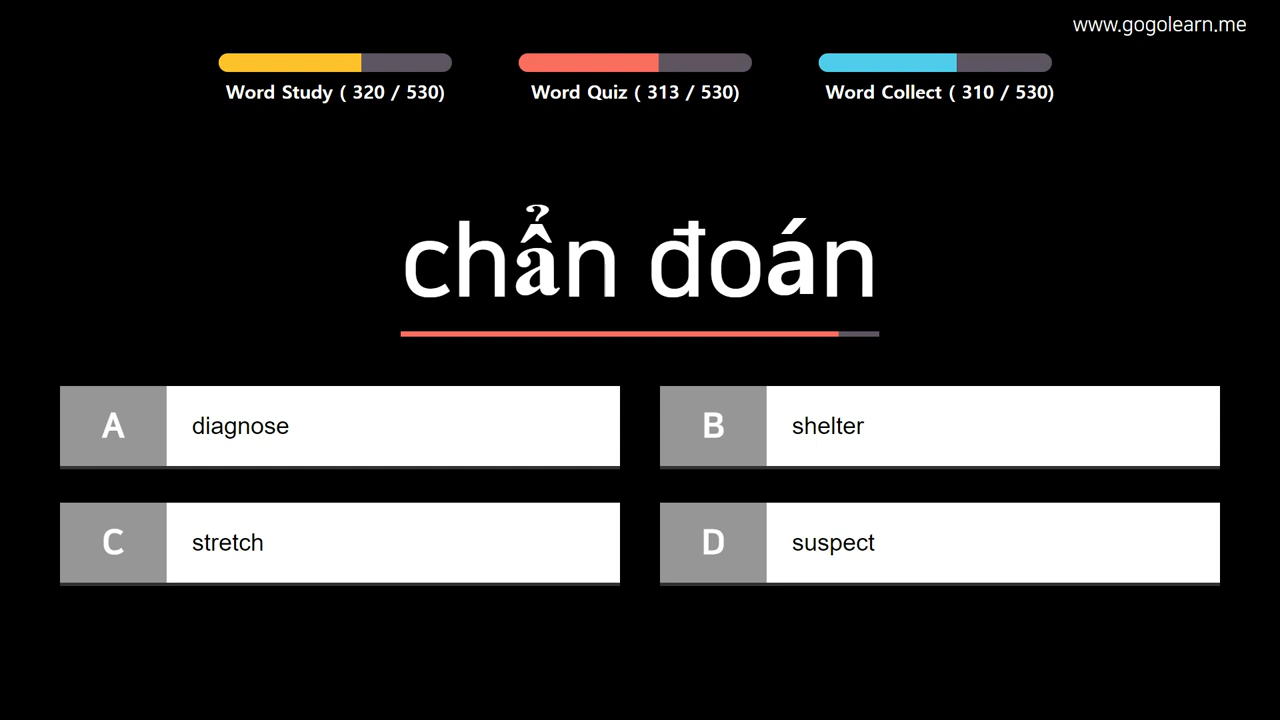 www.gogolearn.me
Word Study ( 320 / 530)
Word Quiz ( 313 / 530)
Word Collect ( 310 / 530)
chẩn đoán
A diagnose
B shelter
C stretch
D suspect